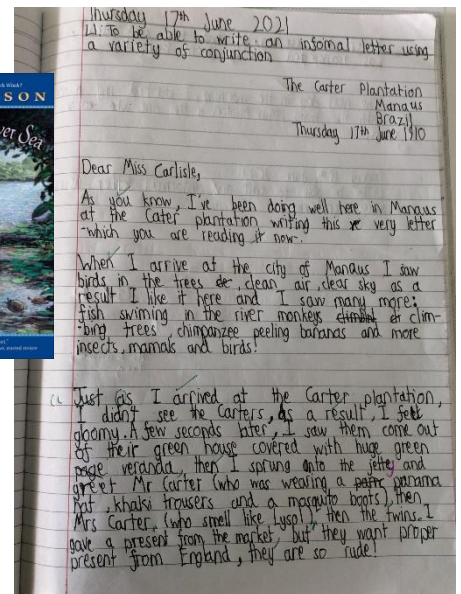 Thursday 17th June 2021
LI: To be able to write an infomal letter using
a variety of conjunction
The Carter Plantation
Manaus
Brazil
Thursday 17th June 1910
Dear Miss Carlisle,
As you know, I've been doing well here in Manaus
at the Cater plantation writing this very letter
-which you are reading it now-.
When I arrive at the city of Manaus I saw
birds in the trees, clean air, clear sky as a
result I like it here and I saw many more:
fish swiming in the river monkeys clim-
-bing trees, chimpanzee peeling bananas and more
insects, mamals and birds!
Just as I arrived at the Carter plantation,
I didn't see the Carters, as a result, I felt
gloomy. A few seconds later, I saw them come out
of their green house covered with huge green
veranda, then I sprung onto the jetty and
greet Mr Carter (who was wearing a panama
hat, khaki trousers and a mosquito boots), then
Mrs Carter, (who smell like Lysol), then the twins. I
gave a present from the market, but they want proper
present from England, they are so rude!
SON
ver Sea